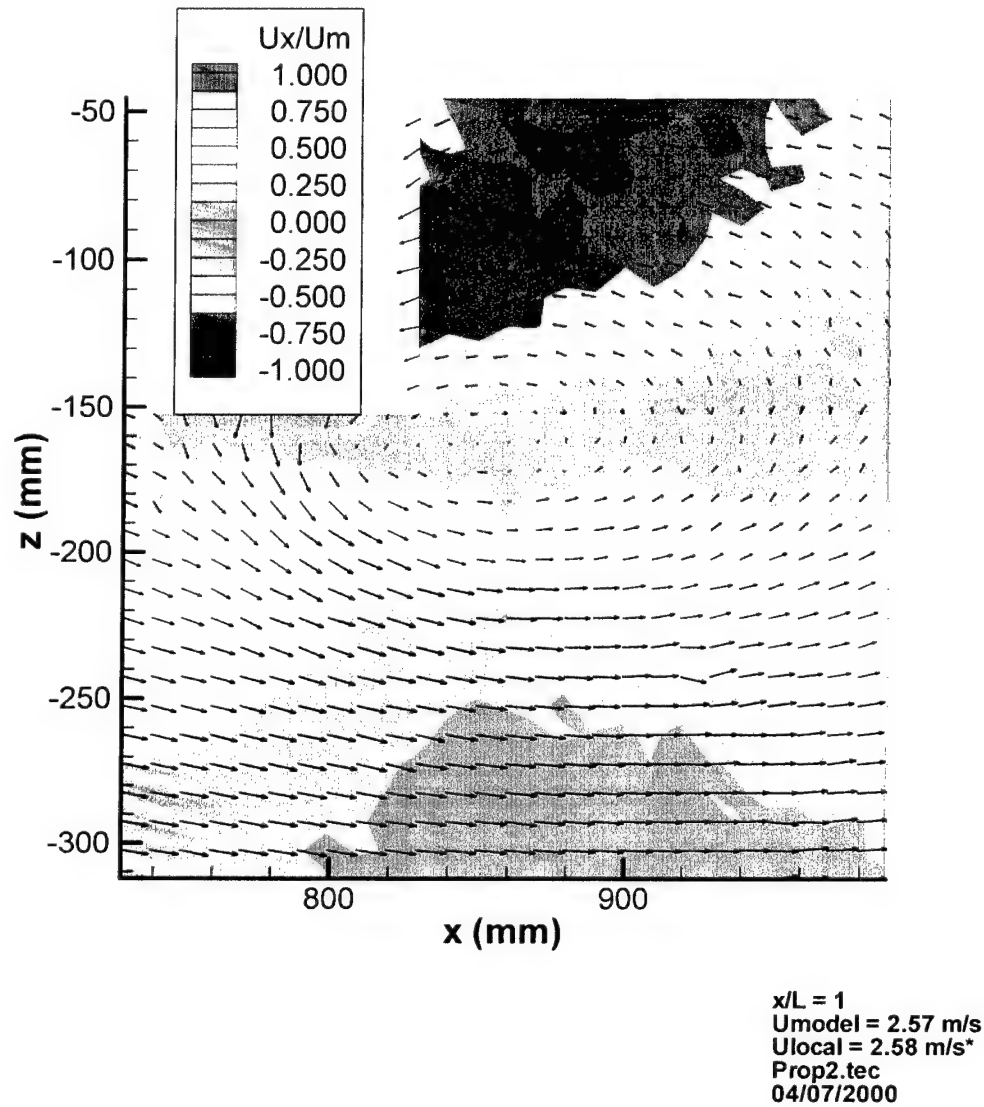 Ux/Um
1.000
0.750
0.500
0.250
0.000
-0.250
-0.500
-0.750
-1.000
-50
-100
-150
-200
-250
-300
z (mm)
800
900
x (mm)
x/L = 1
Umodel = 2.57 m/s
Ulocal = 2.58 m/s*
Prop2.tec
04/07/2000